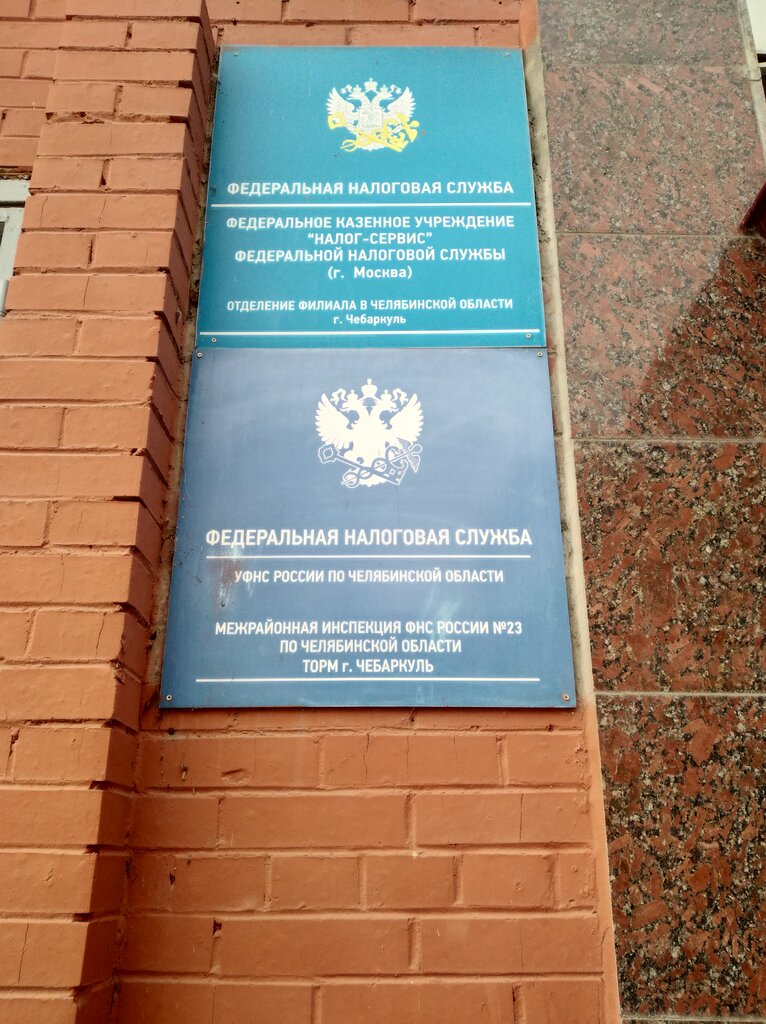 ФЕДЕРАЛЬНАЯ НАЛОГОВАЯ СЛУЖБА
ФЕДЕРАЛЬНОЕ КАЗЕННОЕ УЧРЕЖДЕНИЕ
"НАЛОГ-СЕРВИС"
ФЕДЕРАЛЬНОЙ НАЛОГОВОЙ СЛУЖБЫ
(г. Москва)
ОТДЕЛЕНИЕ ФИЛИАЛА В ЧЕЛЯБИНСКОЙ ОБЛАСТИ
г. Чебаркуль
ФЕДЕРАЛЬНАЯ НАЛОГОВАЯ СЛУЖБА
УФНС РОССИИ ПО ЧЕЛЯБИНСКОЙ ОБЛАСТИ
МЕЖРАЙОННАЯ ИНСПЕКЦИЯ ФНС РОССИИ №23
ПО ЧЕЛЯБИНСКОЙ ОБЛАСТИ
ТОРМ г. ЧЕБАРКУЛЬ